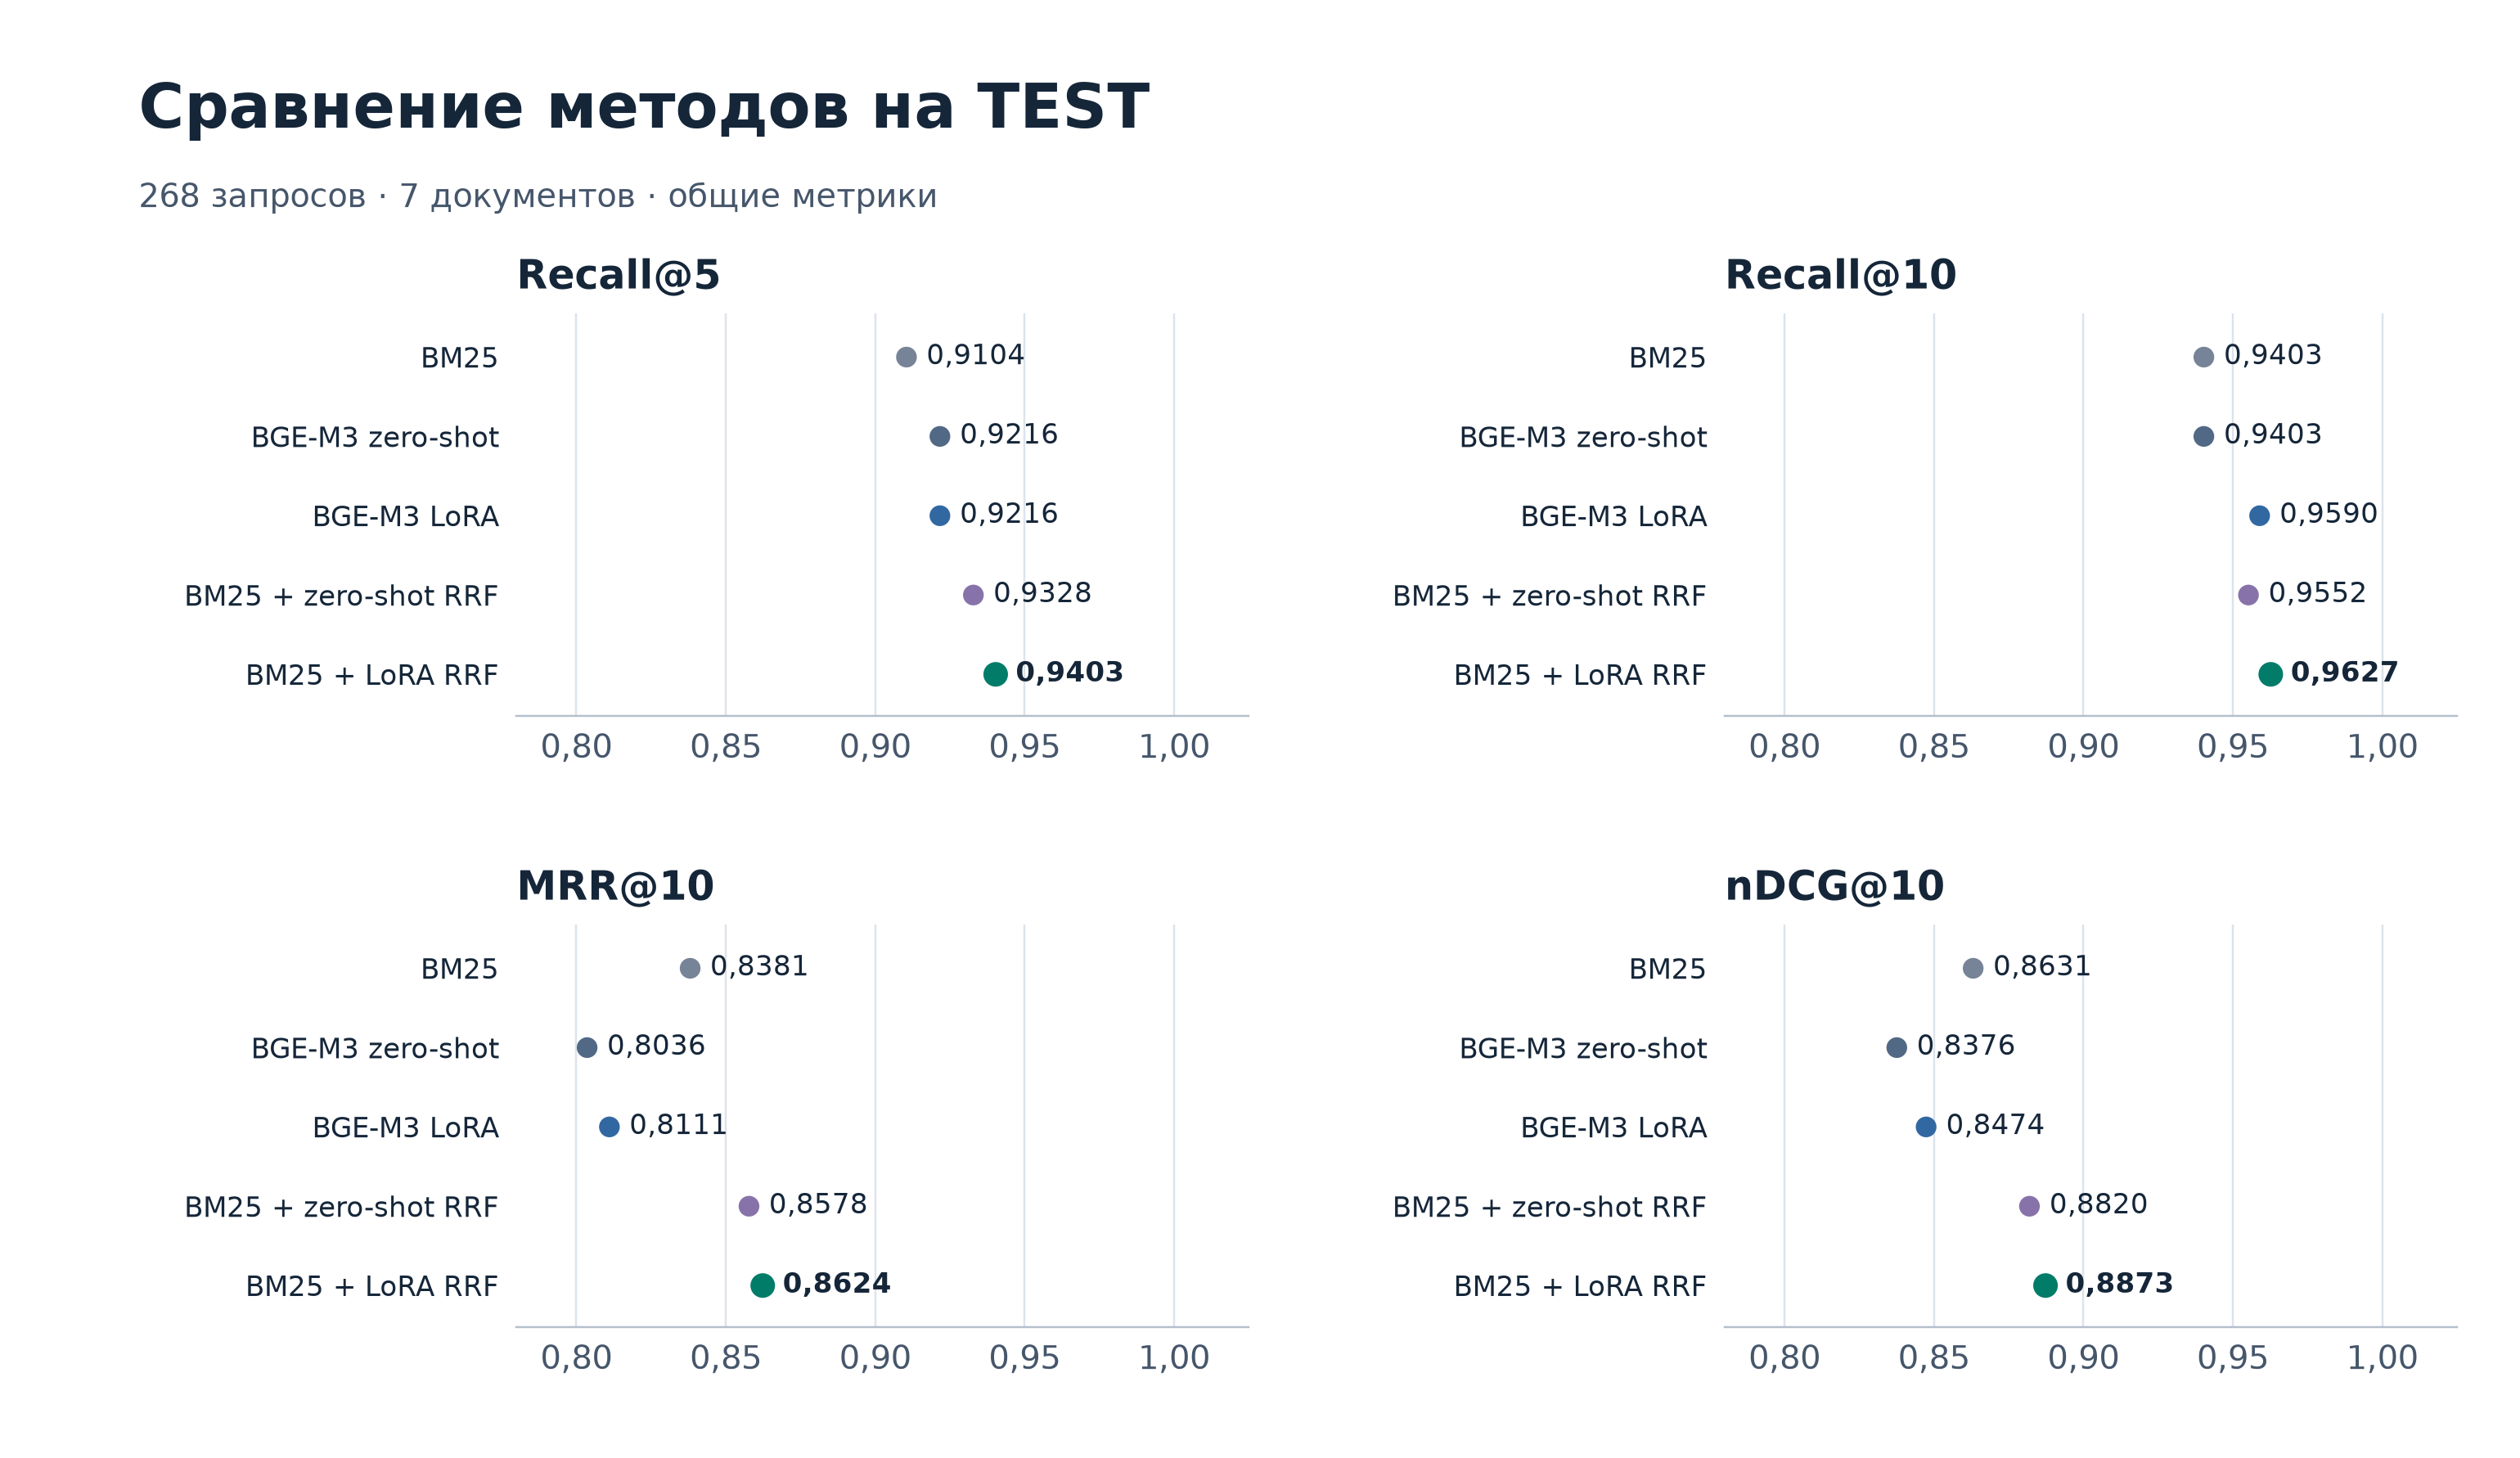 Сравнение методов на TEST
268 запросов · 7 документов · общие метрики
Recall@5
BM25 0,9104
BGE-M3 zero-shot 0,9216
BGE-M3 LoRA 0,9216
BM25 + zero-shot RRF 0,9328
BM25 + LoRA RRF 0,9403
0,80 0,85 0,90 0,95 1,00
Recall@10
BM25 0,9403
BGE-M3 zero-shot 0,9403
BGE-M3 LoRA 0,9590
BM25 + zero-shot RRF 0,9552
BM25 + LoRA RRF 0,9627
0,80 0,85 0,90 0,95 1,00
MRR@10
BM25 0,8381
BGE-M3 zero-shot 0,8036
BGE-M3 LoRA 0,8111
BM25 + zero-shot RRF 0,8578
BM25 + LoRA RRF 0,8624
0,80 0,85 0,90 0,95 1,00
nDCG@10
BM25 0,8631
BGE-M3 zero-shot 0,8376
BGE-M3 LoRA 0,8474
BM25 + zero-shot RRF 0,8820
BM25 + LoRA RRF 0,8873
0,80 0,85 0,90 0,95 1,00